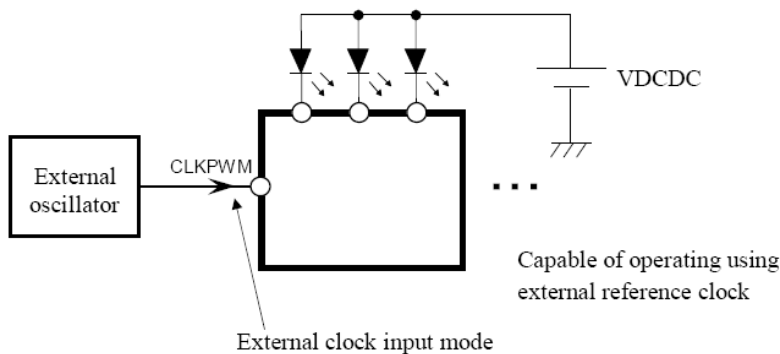 VDCDC
External
oscillator
CLKPWM
Capable of operating using
external reference clock
External clock input mode